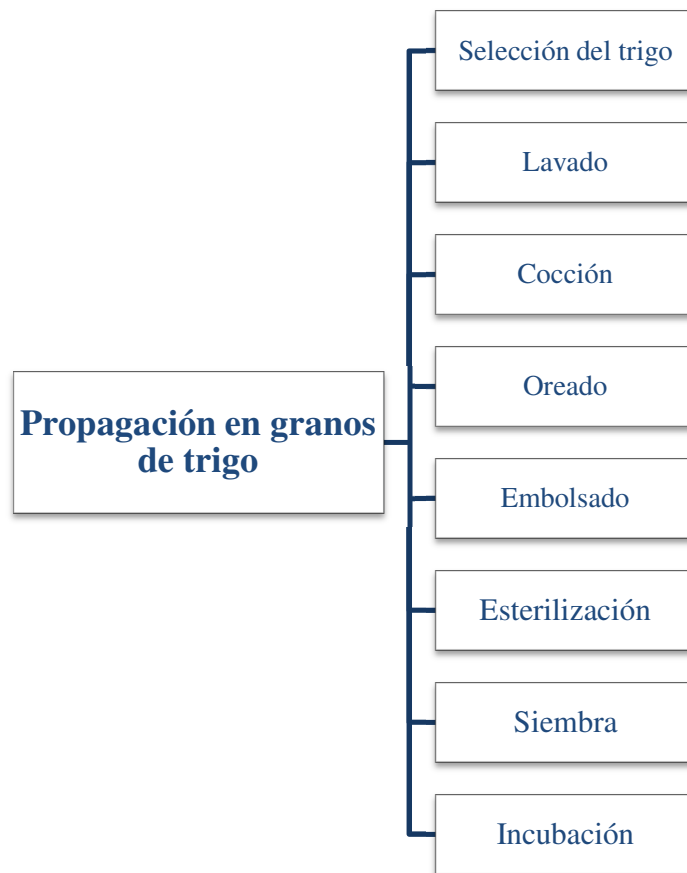 Selección del trigo
Lavado
Cocción
Oreado
Propagación en granos
de trigo
Embolsado
Esterilización
Siembra
Incubación